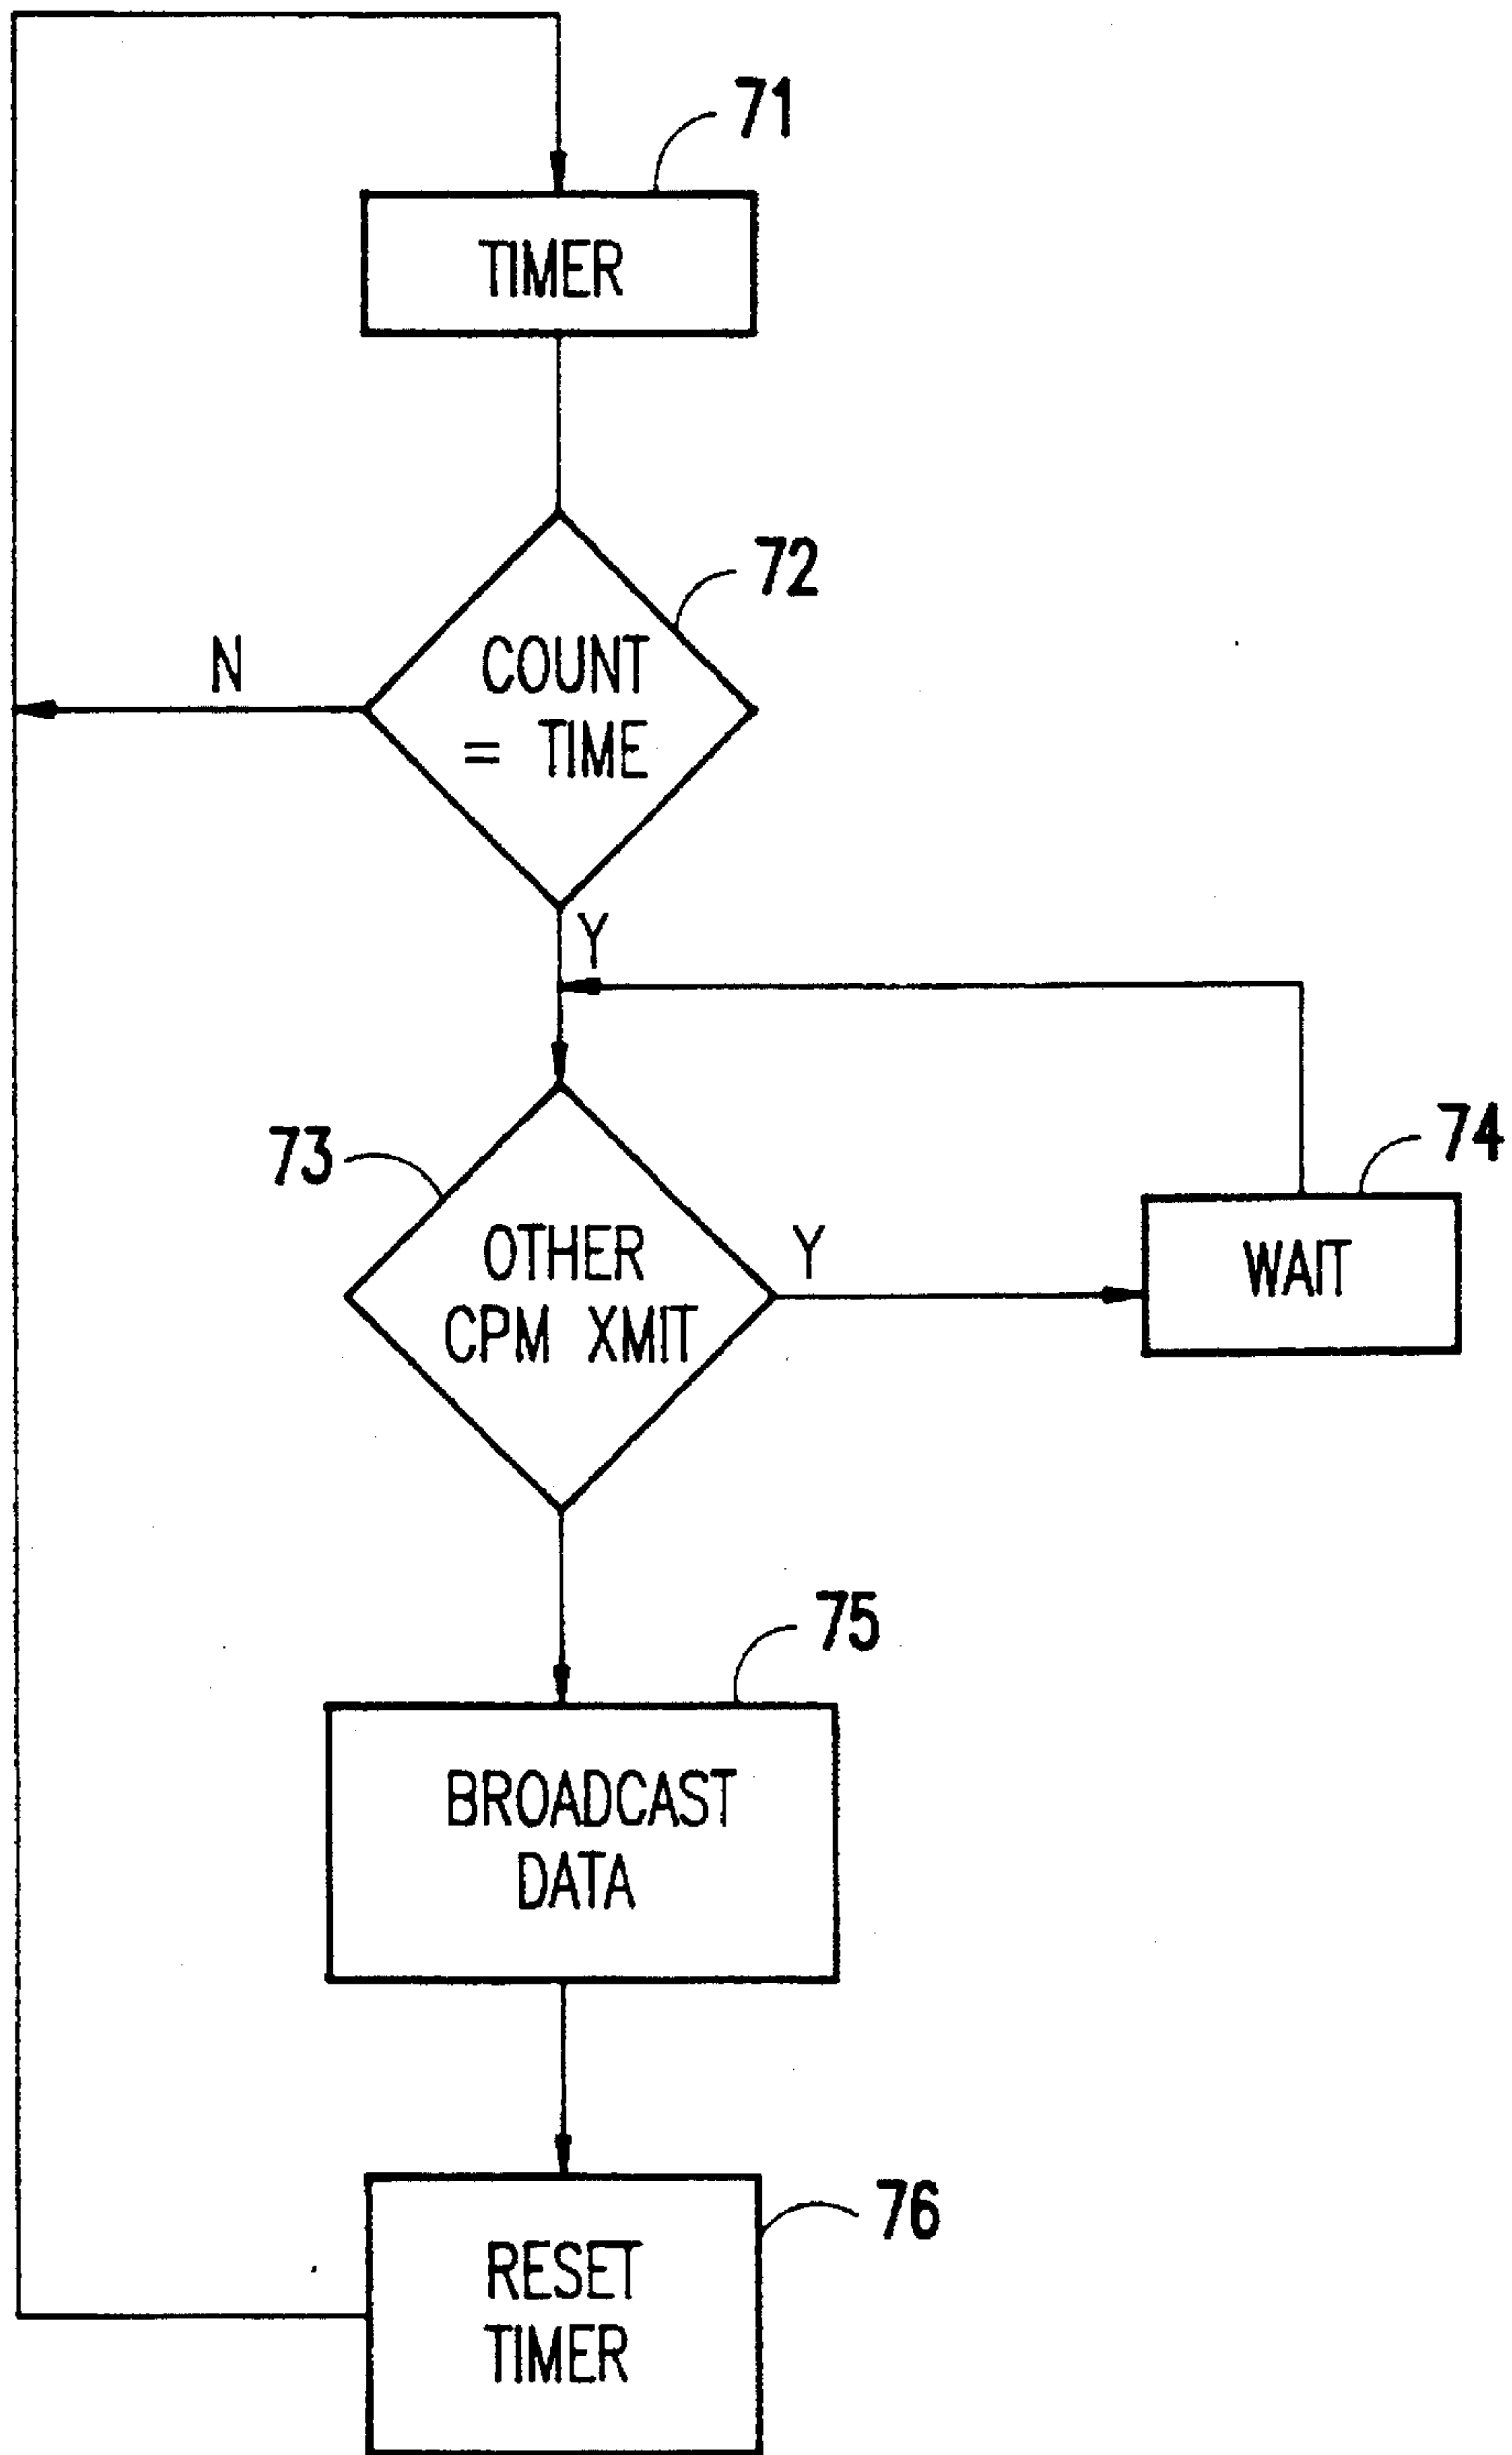 71
TIMER
72
COUNT
= TIME
N
Y
73
OTHER
CPM XMIT
Y
74
WAIT
75
BROADCAST
DATA
76
RESET
TIMER